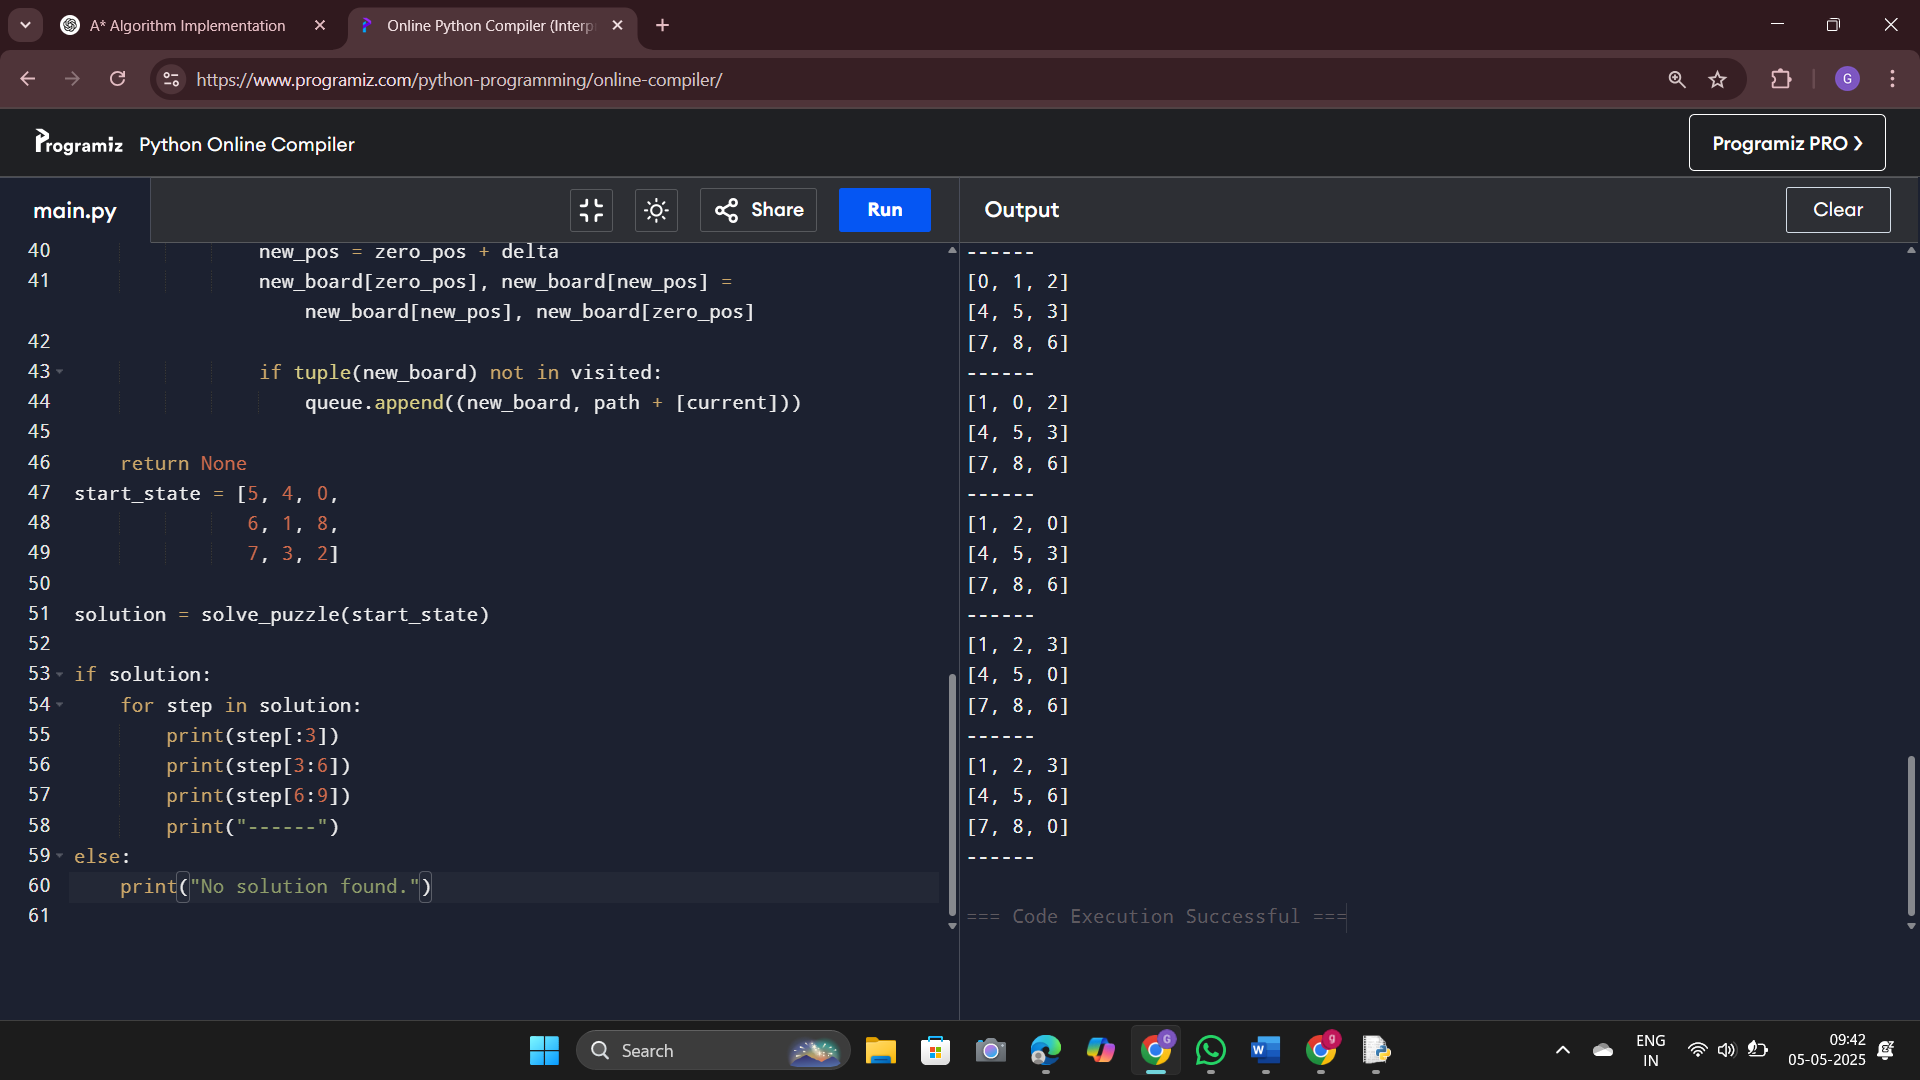 A* Algorithm Implementation
Online Python Compiler (Interp
https://www.programiz.com/python-programming/online-compiler/
G
Programiz Python Online Compiler
Programiz PRO
main.py
Share
Run
Output
Clear
40 new_pos = zero_pos + delta
41 new_board[zero_pos], new_board[new_pos] =
new_board[new_pos], new_board[zero_pos]
42
43 if tuple(new_board) not in visited:
44 queue.append((new_board, path + [current]))
45
46 return None
47 start_state = [5, 4, 0,
48 6, 1, 8,
49 7, 3, 2]
50
51 solution = solve_puzzle(start_state)
52
53 if solution:
54 for step in solution:
55 print(step[:3])
56 print(step[3:6])
57 print(step[6:9])
58 print("------")
59 else:
60 print("No solution found.")
61
------
[0, 1, 2]
[4, 5, 3]
[7, 8, 6]
------
[1, 0, 2]
[4, 5, 3]
[7, 8, 6]
------
[1, 2, 0]
[4, 5, 3]
[7, 8, 6]
------
[1, 2, 3]
[4, 5, 0]
[7, 8, 6]
------
[1, 2, 3]
[4, 5, 6]
[7, 8, 0]
------
=== Code Execution Successful ===
Search
G
W
g
ENG
IN
09:42
05-05-2025